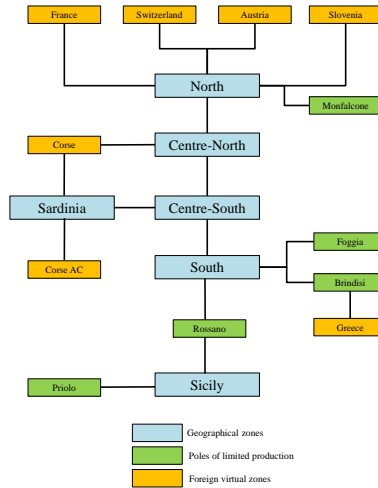 France
Switzerland
Austria
Slovenia
North
Monfalcone
Corse
Centre-North
Sardinia
Centre-South
Corse AC
South
Foggia
Brindisi
Rossano
Greece
Priolo
Sicily
Geographical zones
Poles of limited production
Foreign virtual zones